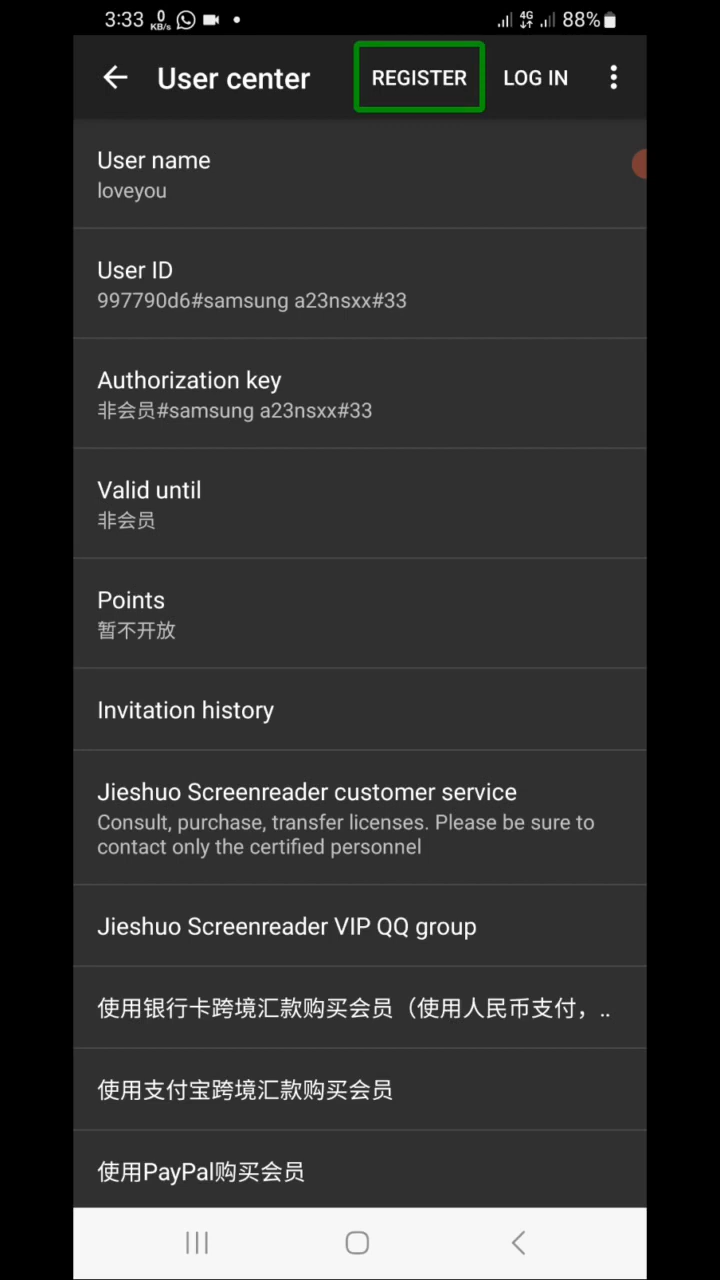 3:33 0 KB/s 4G 88%
User center REGISTER LOG IN
User name
loveyou
User ID
997790d6#samsung a23nsxx#33
Authorization key
非会员#samsung a23nsxx#33
Valid until
非会员
Points
暂不开放
Invitation history
Jieshuo Screenreader customer service
Consult, purchase, transfer licenses. Please be sure to
contact only the certified personnel
Jieshuo Screenreader VIP QQ group
使用银行卡跨境汇款购买会员（使用人民币支付，..
使用支付宝跨境汇款购买会员
使用PayPal购买会员